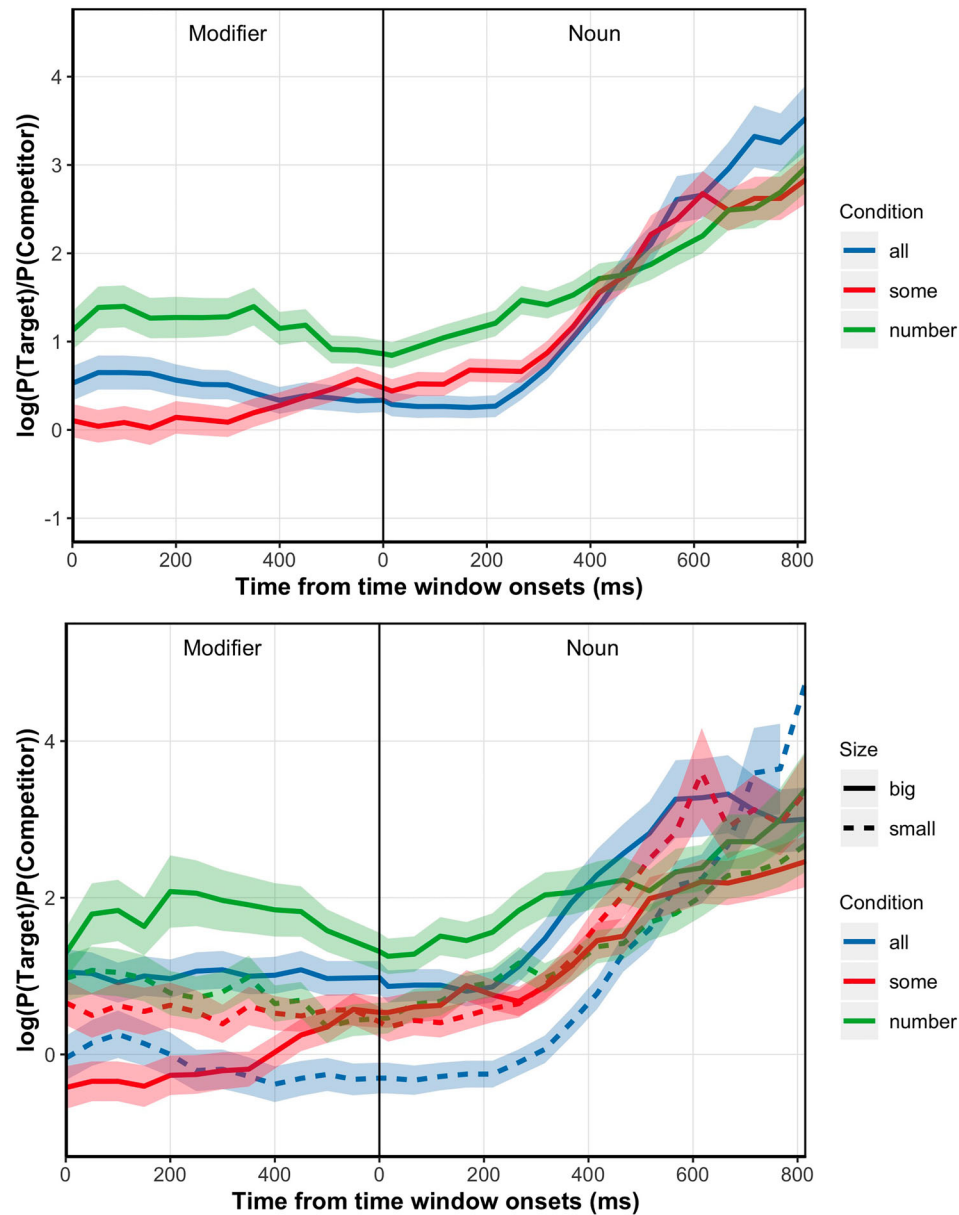 Modifier
Noun
4
3
2
1
0
-1
0
200
400
0
200
400
600
800
Time from time window onsets (ms)
log(P(Target)/P(Competitor))
Condition
all
some
number
Modifier
Noun
4
2
0
0
200
400
0
200
400
600
800
Time from time window onsets (ms)
log(P(Target)/P(Competitor))
Size
big
small
Condition
all
some
number